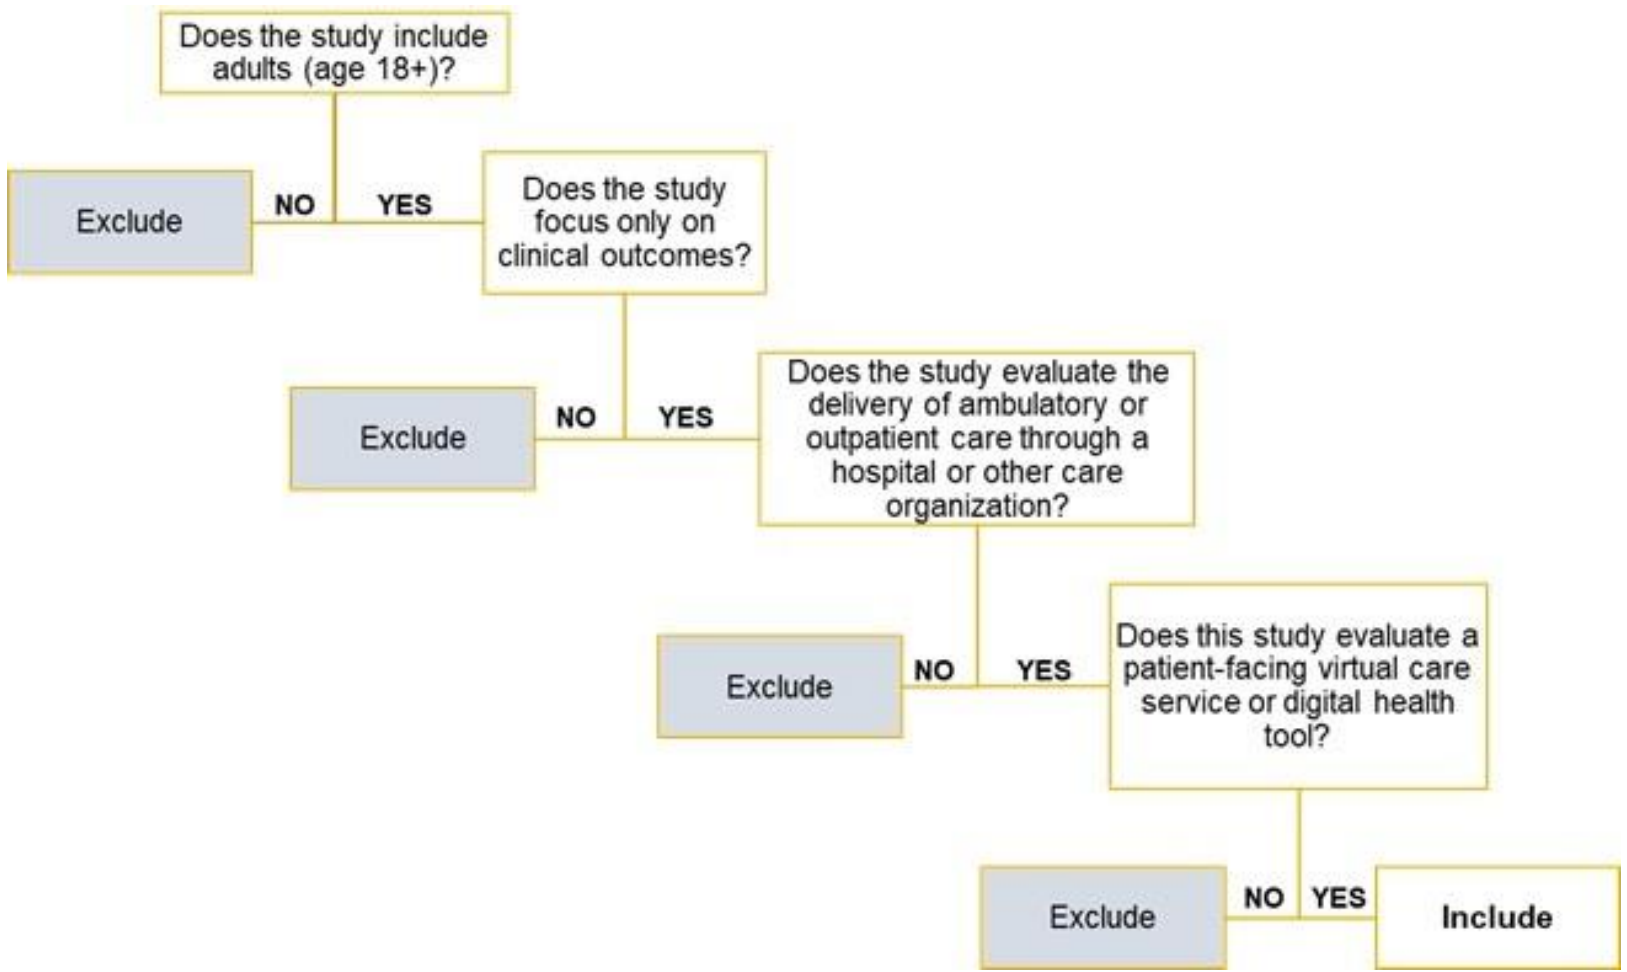 Does the study include
adults (age 18+)?
Exclude
NO
YES
Does the study
focus only on
clinical outcomes?
Exclude
NO
YES
Does the study evaluate the
delivery of ambulatory or
outpatient care through a
hospital or other care
organization?
Exclude
NO
YES
Does this study evaluate a
patient-facing virtual care
service or digital health
tool?
Exclude
NO
YES
Include